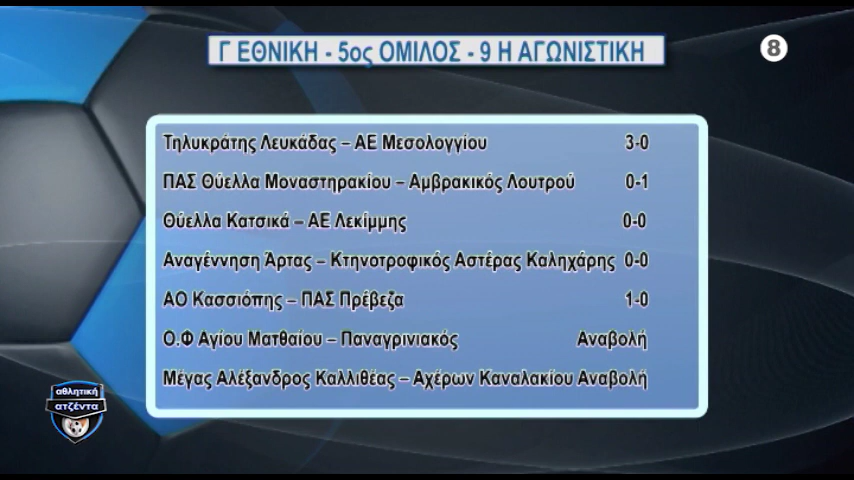 Γ ΕΘΝΙΚΗ - 5ος ΟΜΙΛΟΣ - 9 Η ΑΓΩΝΙΣΤΙΚΗ
8
Τηλυκράτης Λευκάδας – ΑΕ Μεσολογγίου 3-0
ΠΑΣ Θύελλα Μοναστηρακίου – Αμβρακικός Λουτρού 0-1
Θύελλα Κατσικά – ΑΕ Λεκίμμης 0-0
Αναγέννηση Άρτας – Κτηνοτροφικός Αστέρας Καληχάρης 0-0
ΑΟ Κασσιόπης – ΠΑΣ Πρέβεζα 1-0
Ο.Φ Αγίου Ματθαίου – Παναγρινιακός Αναβολή
Μέγας Αλέξανδρος Καλλιθέας – Αχέρων Καναλακίου Αναβολή
αθλητική
ατζέντα